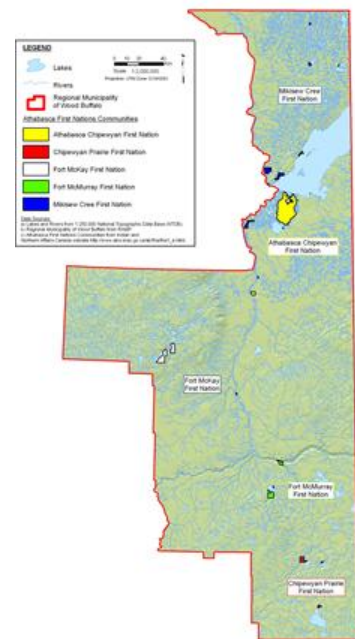 LEGEND
Lakes
Rivers
Regional Municipality
of Wood Buffalo
Athabasca First Nations Communities
Athabasca Chipewyan First Nation
Chipewyan Prairie First Nation
Fort McKay First Nation
Fort McMurray First Nation
Mikisew Cree First Nation
Data Sources:
Mikisew Cree
First Nation
Athabasca Chipewyan
First Nation
Fort McKay
First Nation
Fort McMurray
First Nation
Chipewyan Prairie
First Nation